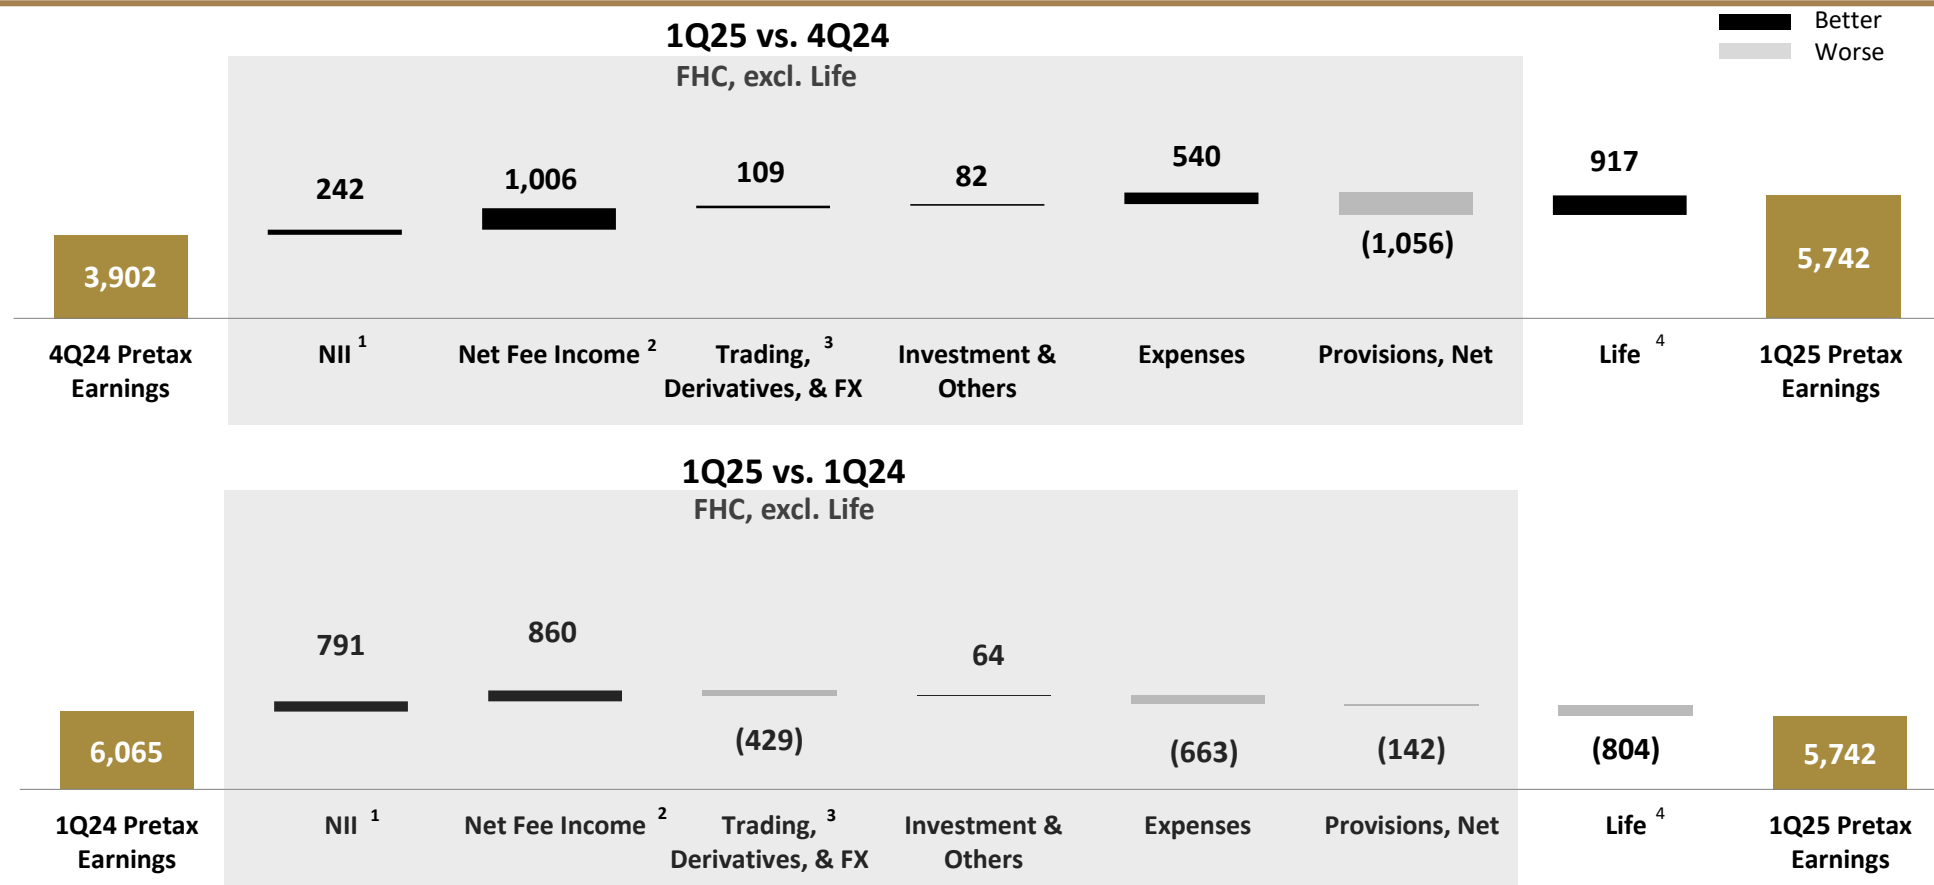 Better
Worse
1Q25 vs. 4Q24
FHC, excl. Life
3,902
242
1,006
109
82
540
(1,056)
917
5,742
4Q24 Pretax
Earnings
NII 1
Net Fee Income 2
Trading, 3
Derivatives, & FX
Investment &
Others
Expenses
Provisions, Net
Life 4
1Q25 Pretax
Earnings
1Q25 vs. 1Q24
FHC, excl. Life
6,065
791
860
(429)
64
(663)
(142)
(804)
5,742
1Q24 Pretax
Earnings
NII 1
Net Fee Income 2
Trading, 3
Derivatives, & FX
Investment &
Others
Expenses
Provisions, Net
Life 4
1Q25 Pretax
Earnings